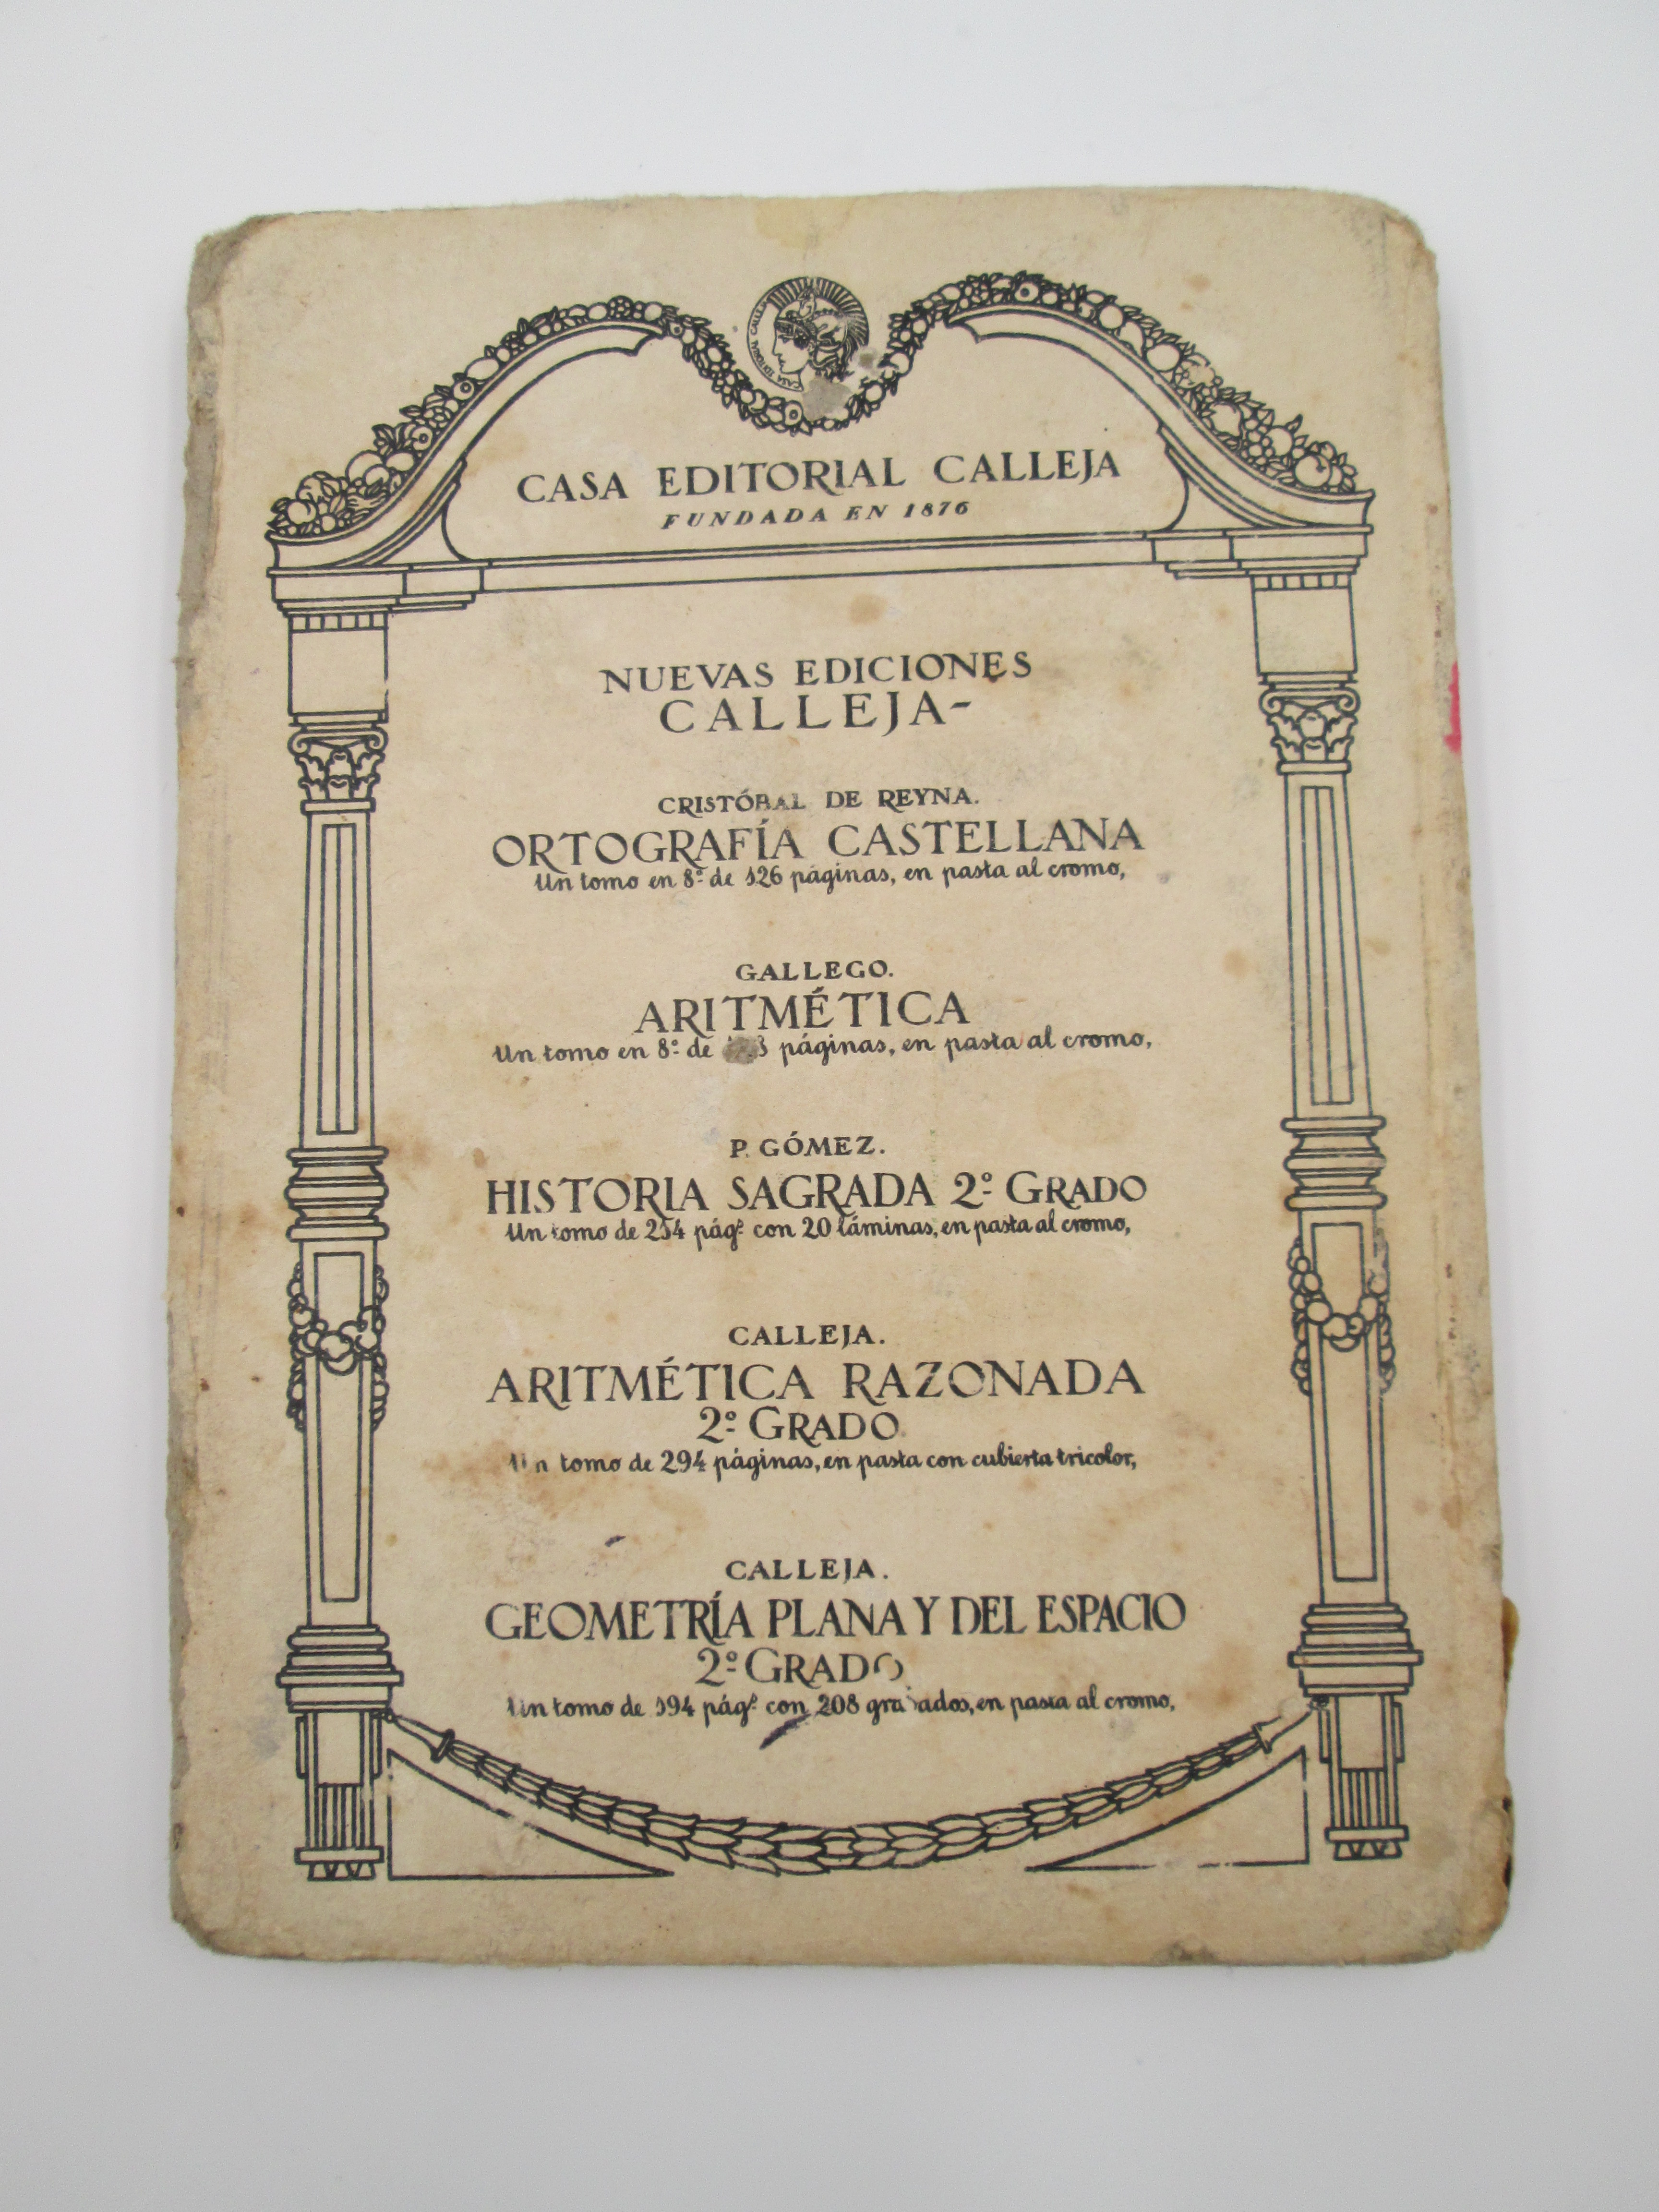 CASA EDITORIAL CALLEJA
CASA EDITORIAL CALLEJA
FUNDADA EN 1876
NUEVAS EDICIONES
CALLEJA-
CRISTÓBAL DE REYNA.
ORTOGRAFÍA CASTELLANA
Un tomo en 8º de 126 páginas, en pasta al cromo,
GALLEGO.
ARITMÉTICA
Un tomo en 8º de páginas, en pasta al cromo,
P. GÓMEZ.
HISTORIA SAGRADA 2º GRADO
Un tomo de 254 págs con 20 láminas, en pasta al cromo,
CALLEJA.
ARITMÉTICA RAZONADA
2º GRADO
Un tomo de 294 páginas, en pasta con cubierta tricolor,
CALLEJA.
GEOMETRÍA PLANA Y DEL ESPACIO
2º GRADO
Un tomo de 194 págs con 208 grabados, en pasta al cromo,